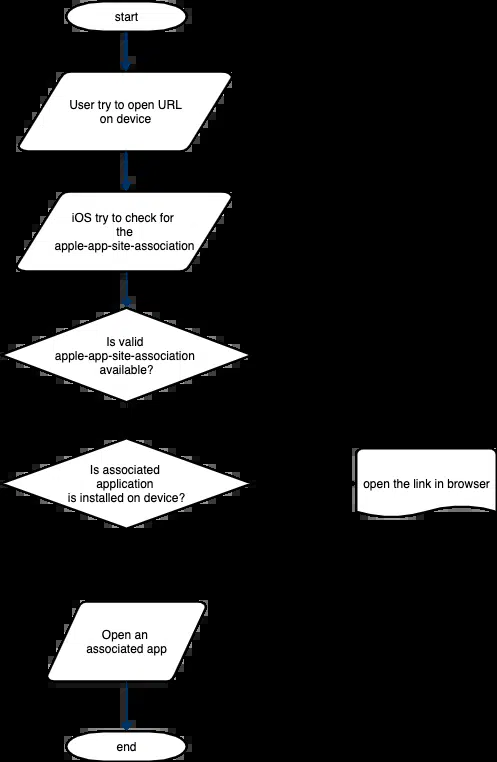 start
User try to open URL
on device
iOS try to check for
the
apple-app-site-association
Is valid
apple-app-site-association
available?
Is associated
application
is installed on device?
open the link in browser
Open an
associated app
end